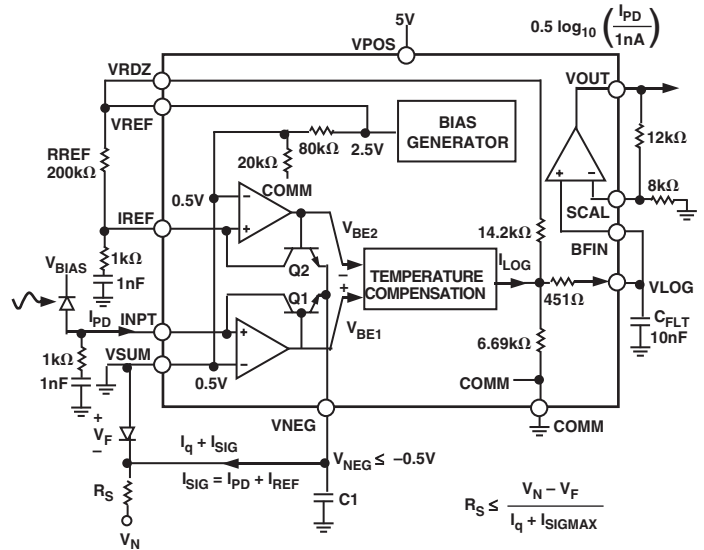 5V
0.5 log10 (IPD / 1nA)
VPOS
VRDZ
VOUT
VREF
BIAS GENERATOR
80kΩ
2.5V
12kΩ
RREF
200kΩ
20kΩ
COMM
8kΩ
0.5V
SCAL
IREF
VBE2
14.2kΩ
BFIN
1kΩ
1nF
VBIAS
Q2
TEMPERATURE COMPENSATION
ILOG
451Ω
VLOG
Q1
IPD
INPT
VBE1
CFLT
10nF
1kΩ
1nF
VSUM
0.5V
6.69kΩ
COMM
COMM
VNEG
+
VF
–
Iq + ISIG
VNEG ≤ –0.5V
ISIG = IPD + IREF
RS
C1
RS ≤ (VN – VF) / (Iq + ISIGMAX)
VN